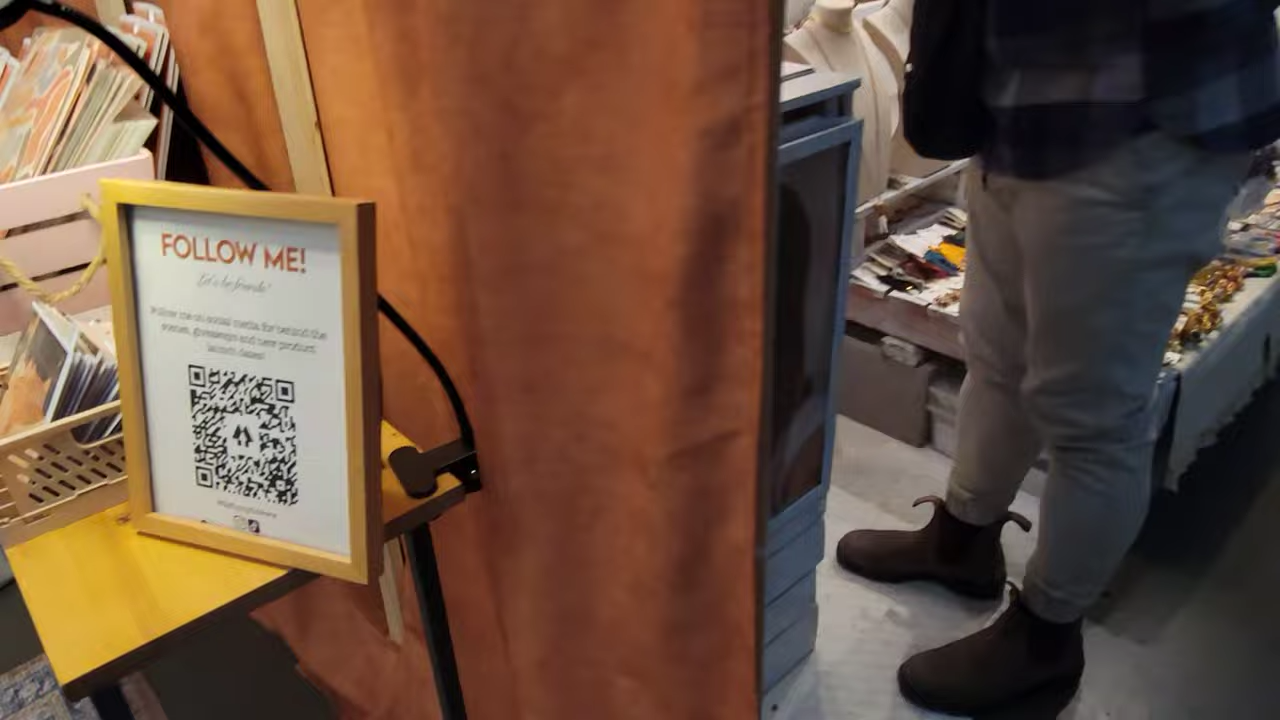 FOLLOW ME!
Let's be friends!
Follow me on social media for behind the
scenes, giveaways and new product
launch dates!